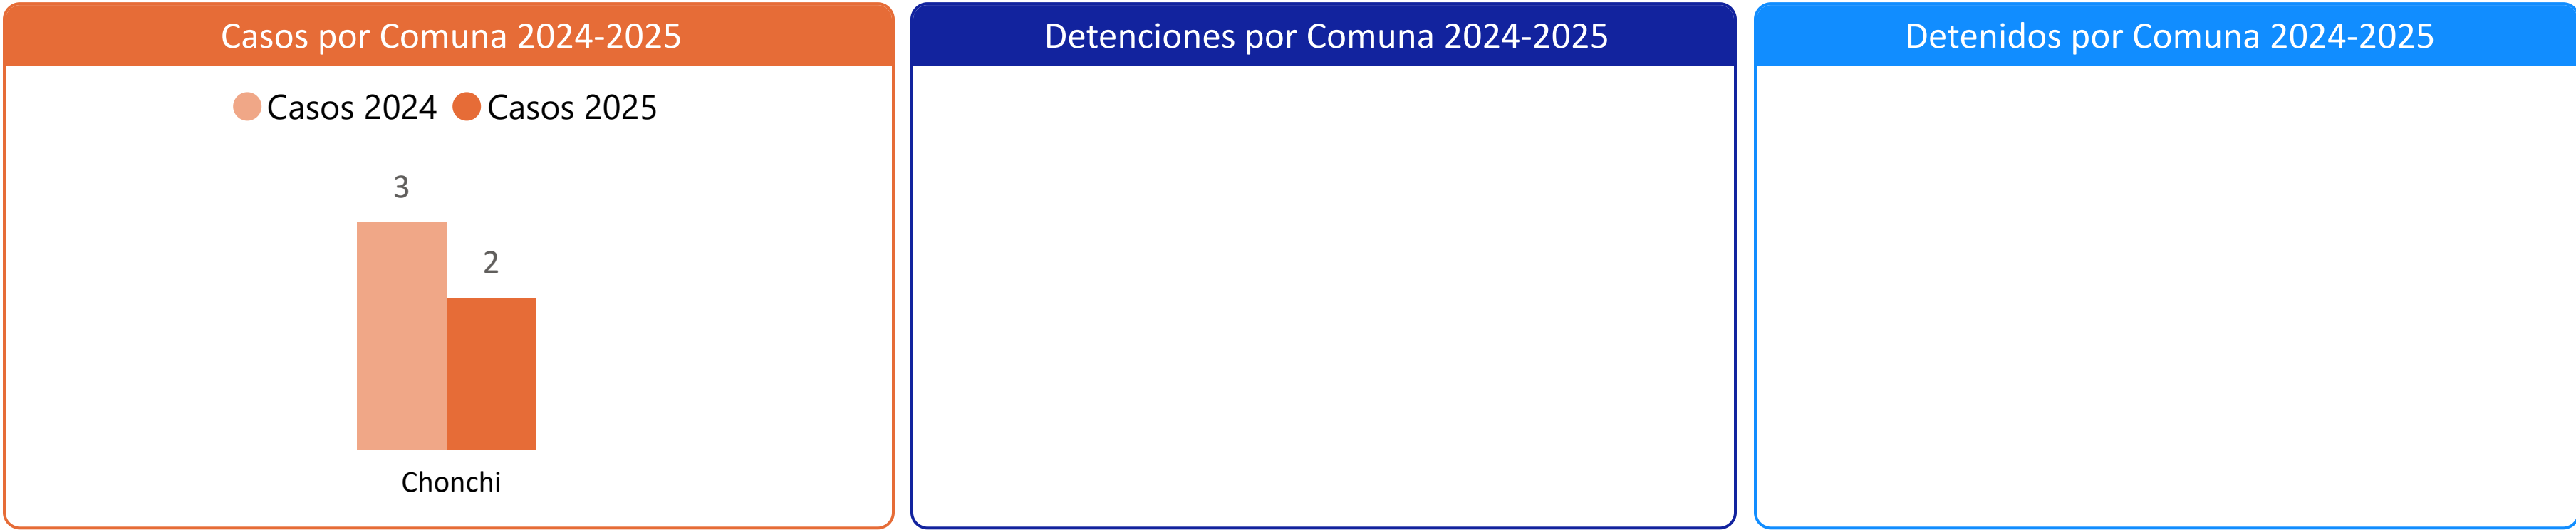 Casos por Comuna 2024-2025
Casos 2024 Casos 2025
3
2
Chonchi
Detenciones por Comuna 2024-2025
Detenidos por Comuna 2024-2025